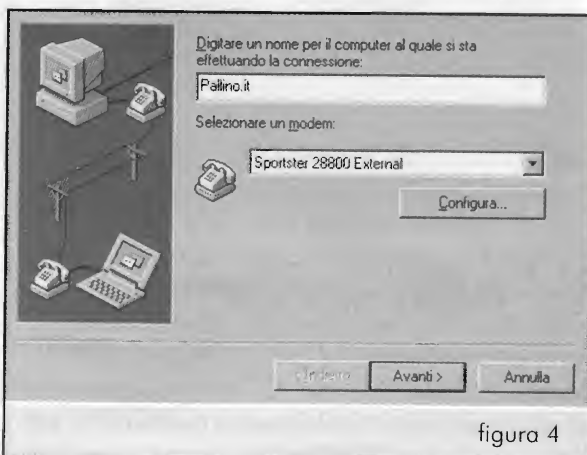 Digitare un nome per il computer al quale si sta
effettuando la connessione:
Pallino.it
Selezionare un modem:
Sportster 28800 External
Configura...
< Indietro
Avanti >
Annulla
figura 4